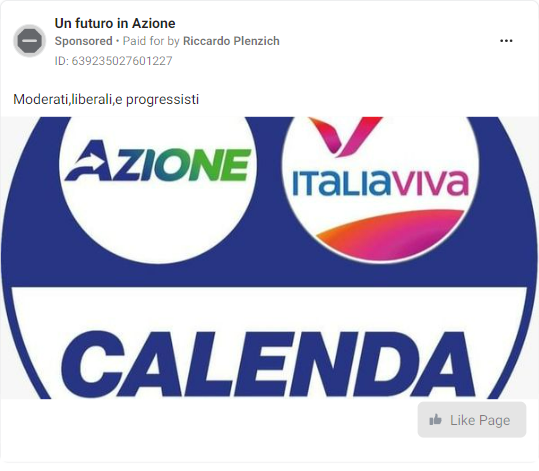 Un futuro in Azione
Sponsored • Paid for by Riccardo Plenzich
ID: 639235027601227
Moderati,liberali,e progressisti
AZIONE
ITALIAVIVA
CALENDA
Like Page